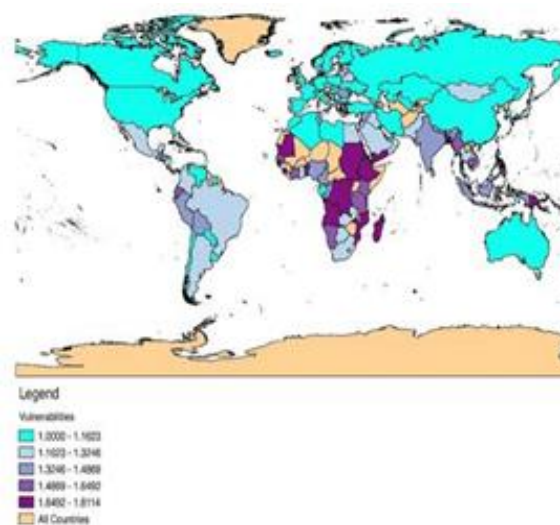 Legend
Vulnerabilities
1.0000 - 1.1623
1.1623 - 1.3246
1.3246 - 1.4869
1.4869 - 1.6492
1.6492 - 1.8114
All Countries